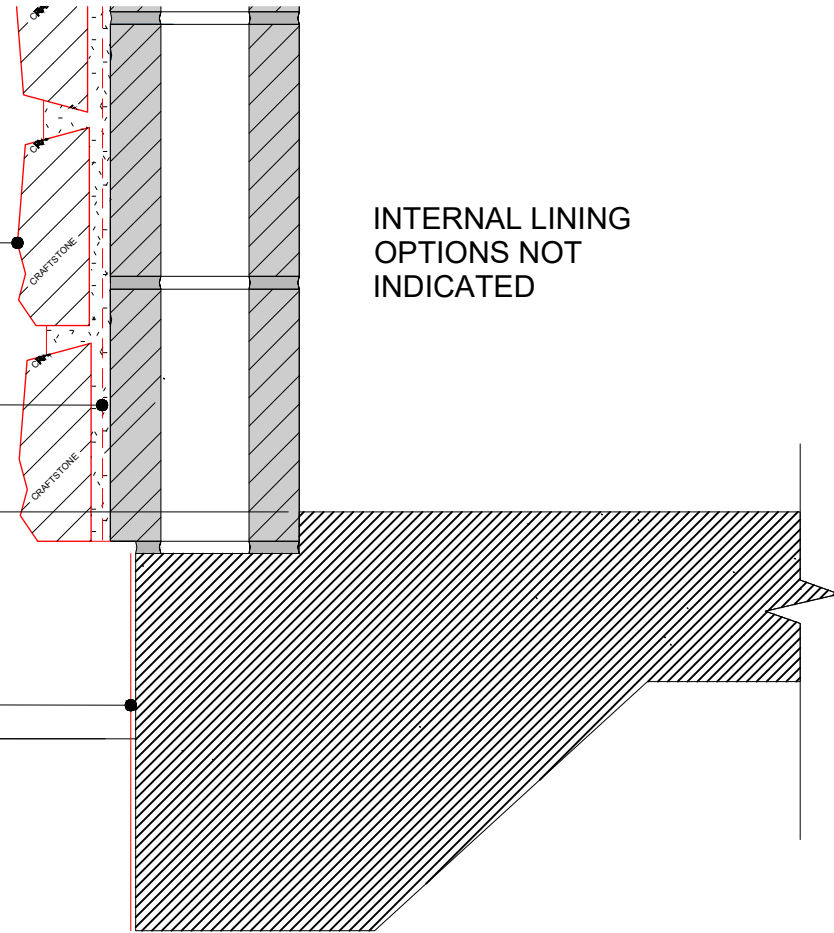 INTERNAL LINING
OPTIONS NOT
INDICATED
CRAFTSTONE
CRAFTSTONE